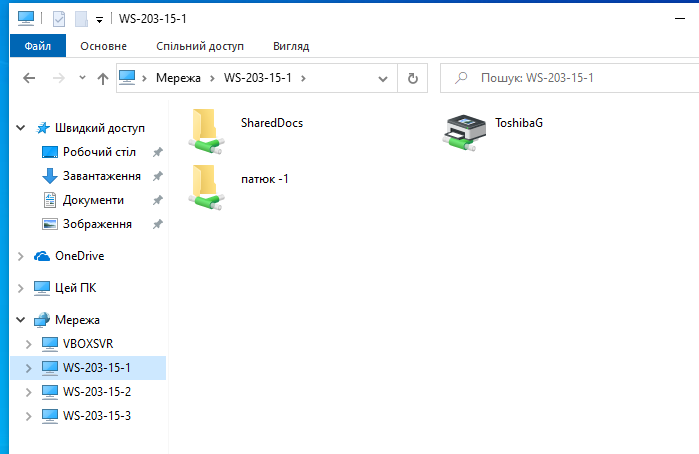 WS-203-15-1
Файл Основне Спільний доступ Вигляд
Мережа WS-203-15-1 Пошук: WS-203-15-1
Швидкий доступ
Робочий стіл
Завантаження
Документи
Зображення
OneDrive
Цей ПК
Мережа
VBOXSVR
WS-203-15-1
WS-203-15-2
WS-203-15-3
SharedDocs
ToshibaG
патюк -1